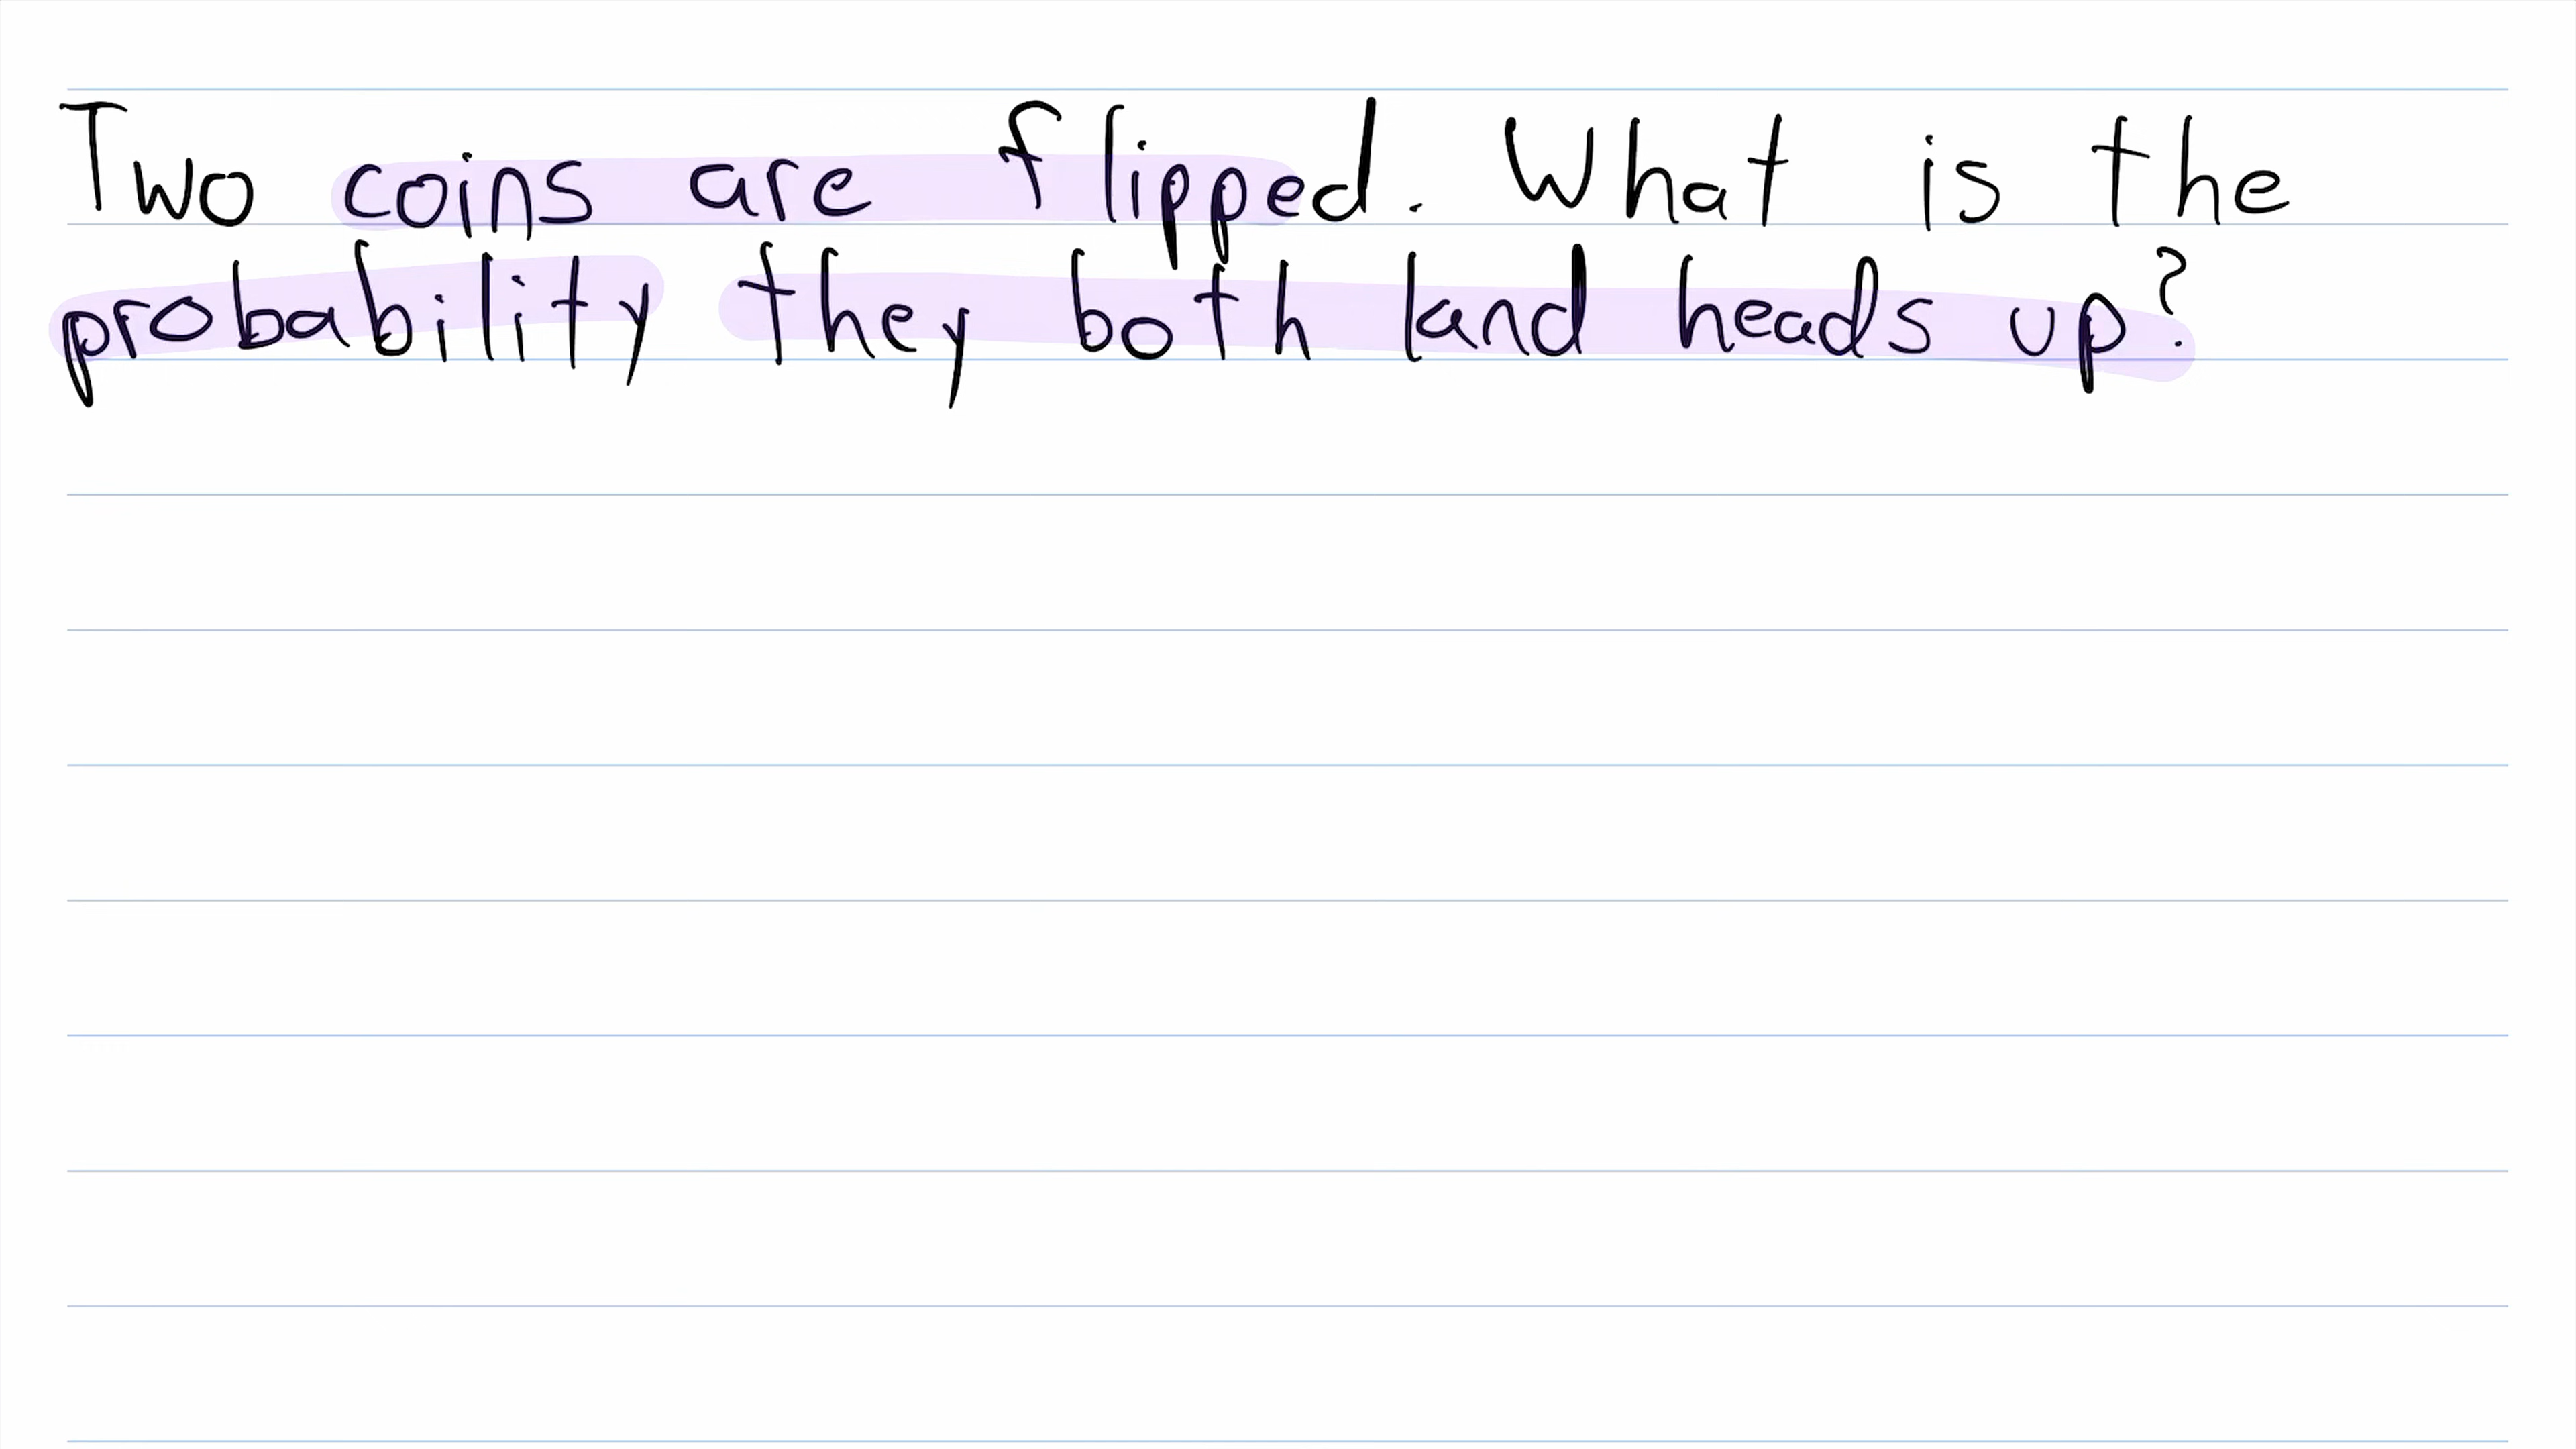 Two coins are flipped. What is the
probability they both land heads up?